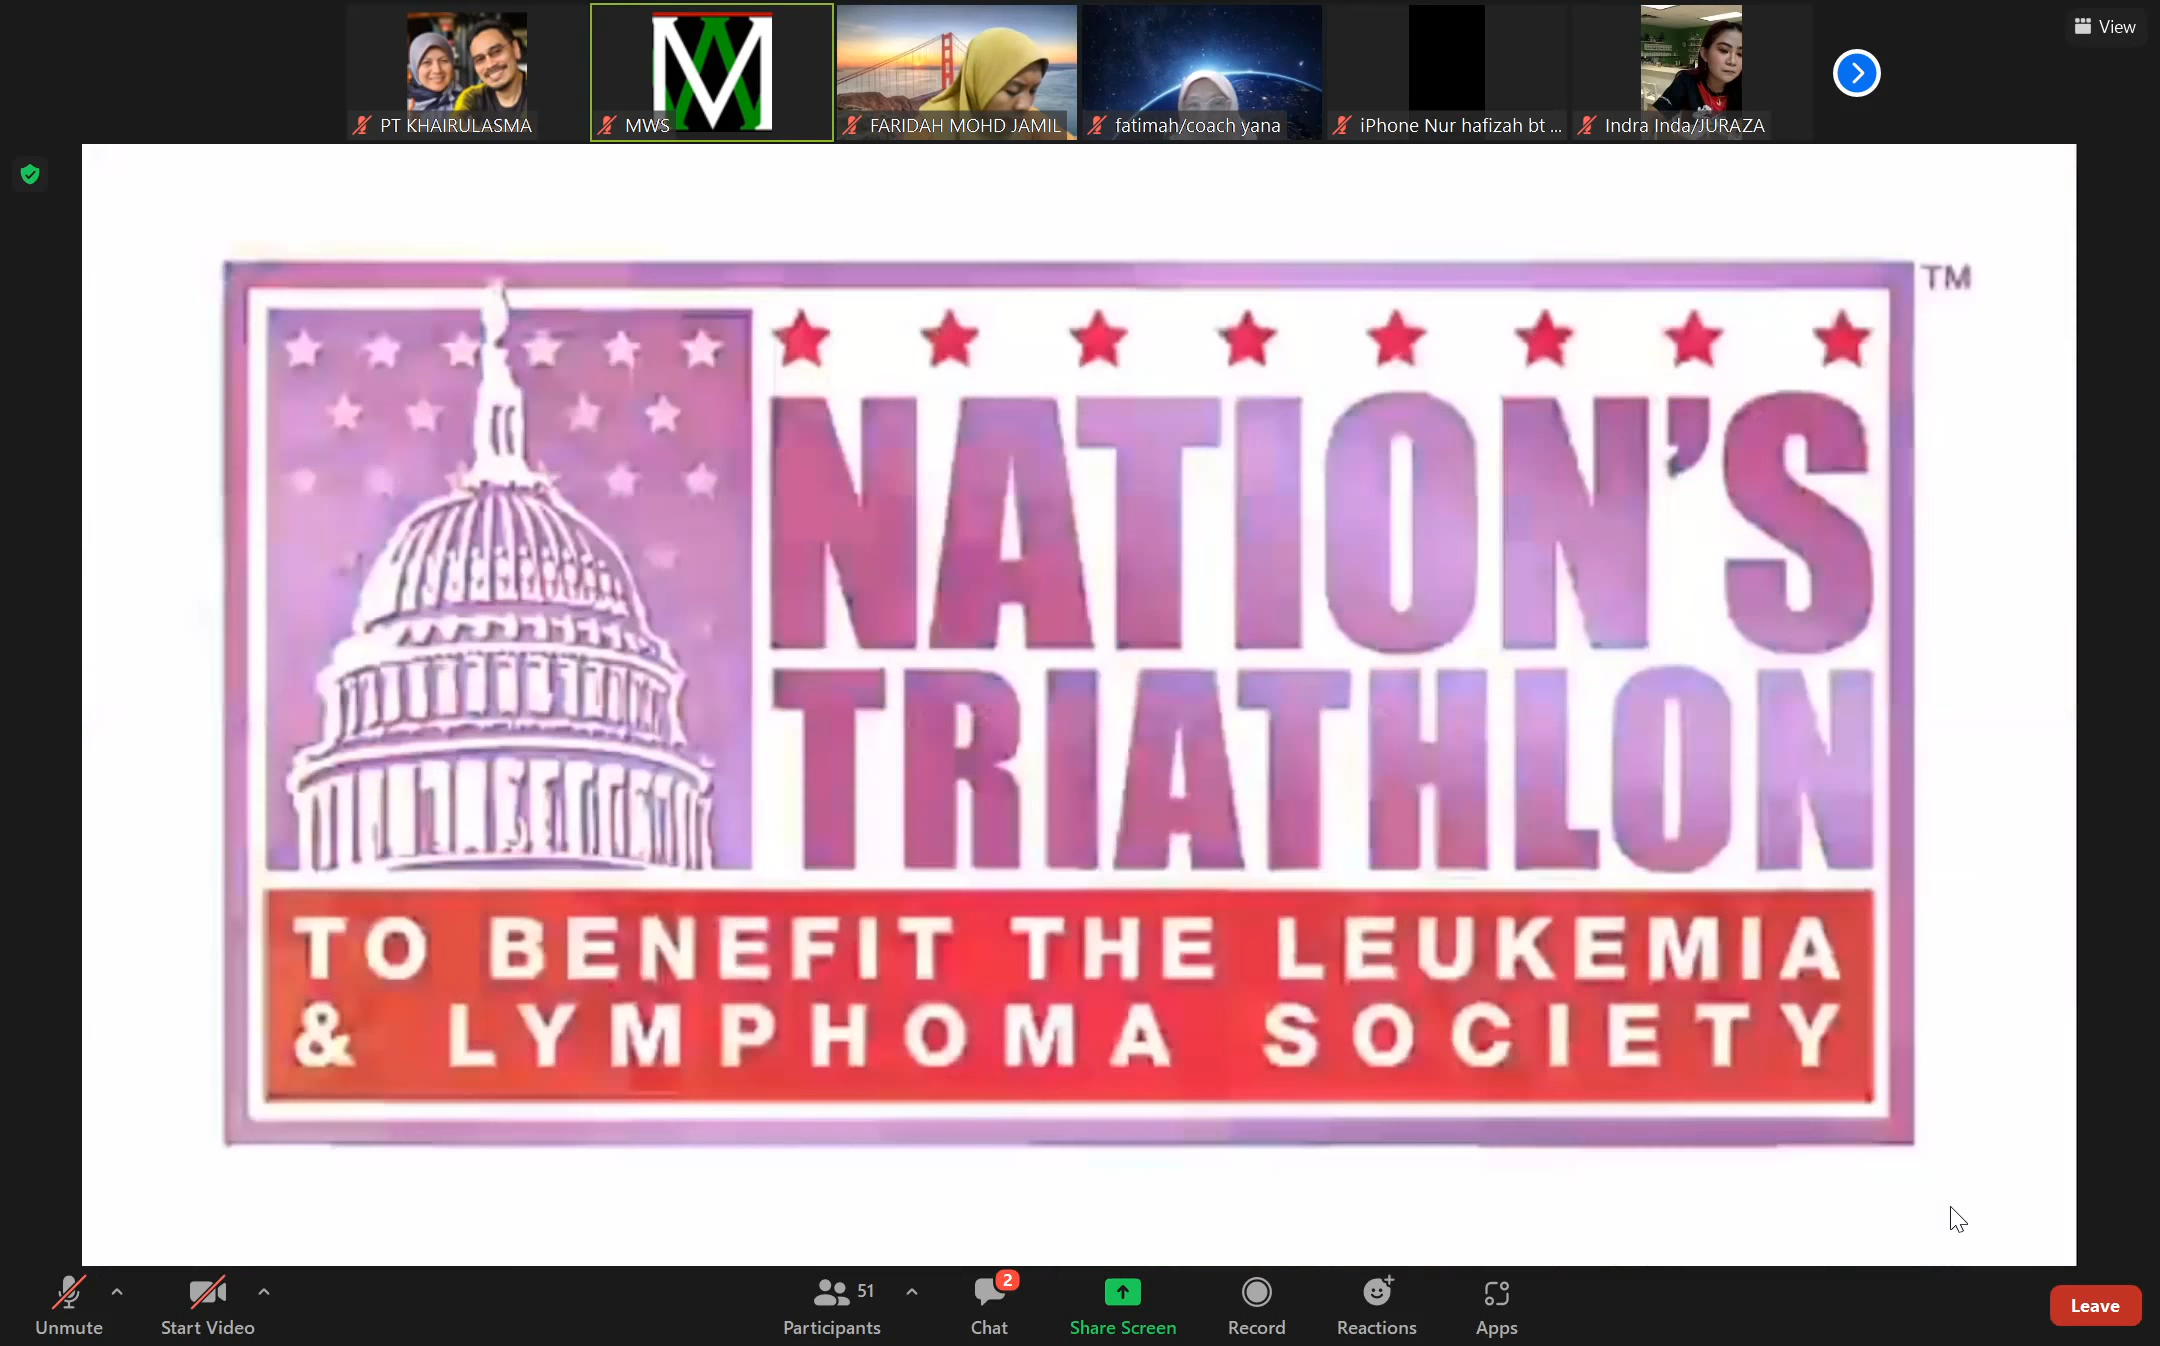 View
PT KHAIRULASMA
MWS
FARIDAH MOHD JAMIL
fatimah/coach yana
iPhone Nur hafizah bt ...
Indra Inda/JURAZA
TM
NATION'S
TRIATHLON
TO BENEFIT THE LEUKEMIA
& LYMPHOMA SOCIETY
Unmute
Start Video
51
Participants
2
Chat
Share Screen
Record
Reactions
Apps
Leave